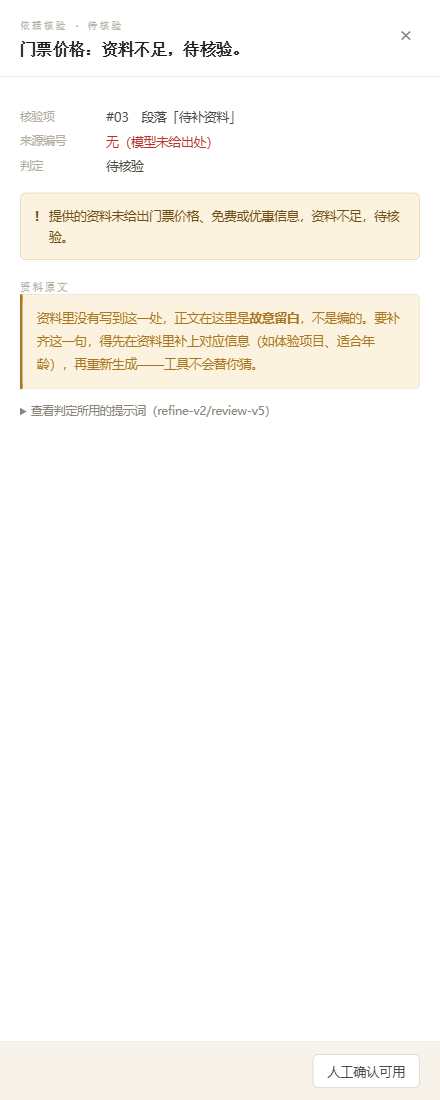 依据核验 · 待核验
门票价格：资料不足，待核验。
×
核验项 #03 段落「待补资料」
来源编号 无（模型未给出处）
判定 待核验
! 提供的资料未给出门票价格、免费或优惠信息，资料不足，待核
验。
资料原文
资料里没有写到这一处，正文在这里是故意留白，不是编的。要补
齐这一句，得先在资料里补上对应信息（如体验项目、适合年
龄），再重新生成——工具不会替你猜。
▶ 查看判定所用的提示词（refine-v2/review-v5）
人工确认可用